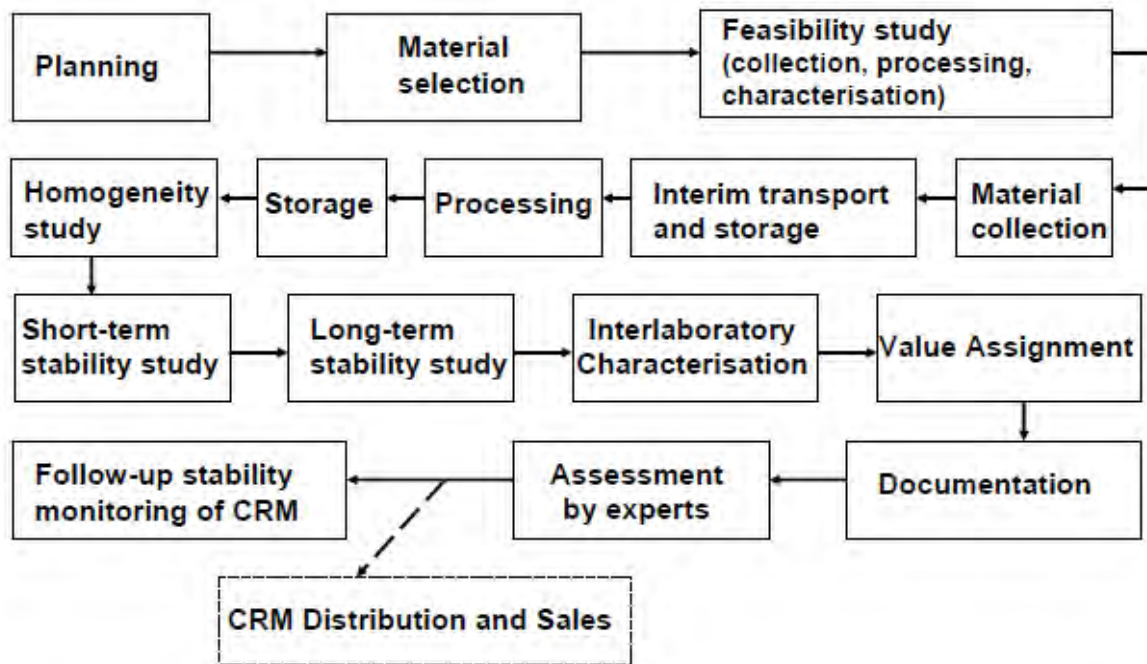 Planning
Material
selection
Feasibility study
(collection, processing,
characterisation)
Homogeneity
study
Storage
Processing
Interim transport
and storage
Material
collection
Short-term
stability study
Long-term
stability study
Interlaboratory
Characterisation
Value Assignment
Follow-up stability
monitoring of CRM
Assessment
by experts
Documentation
CRM Distribution and Sales